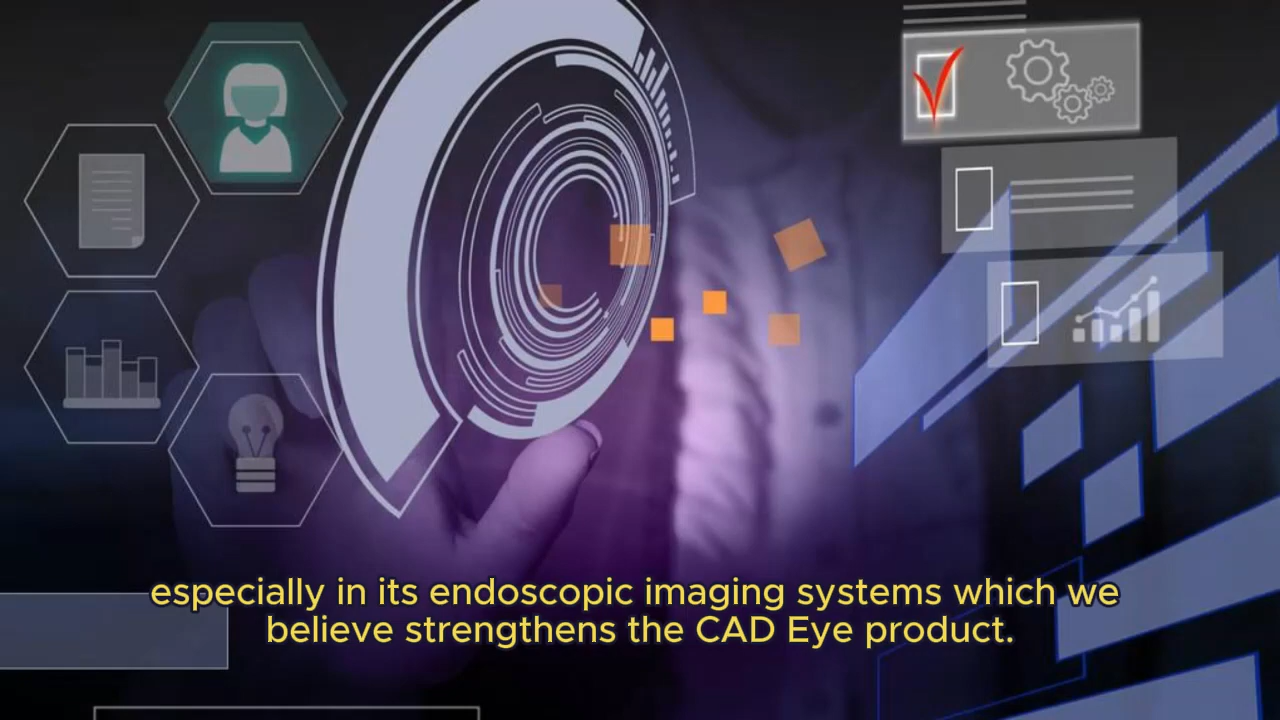 especially in its endoscopic imaging systems which we
believe strengthens the CAD Eye product.